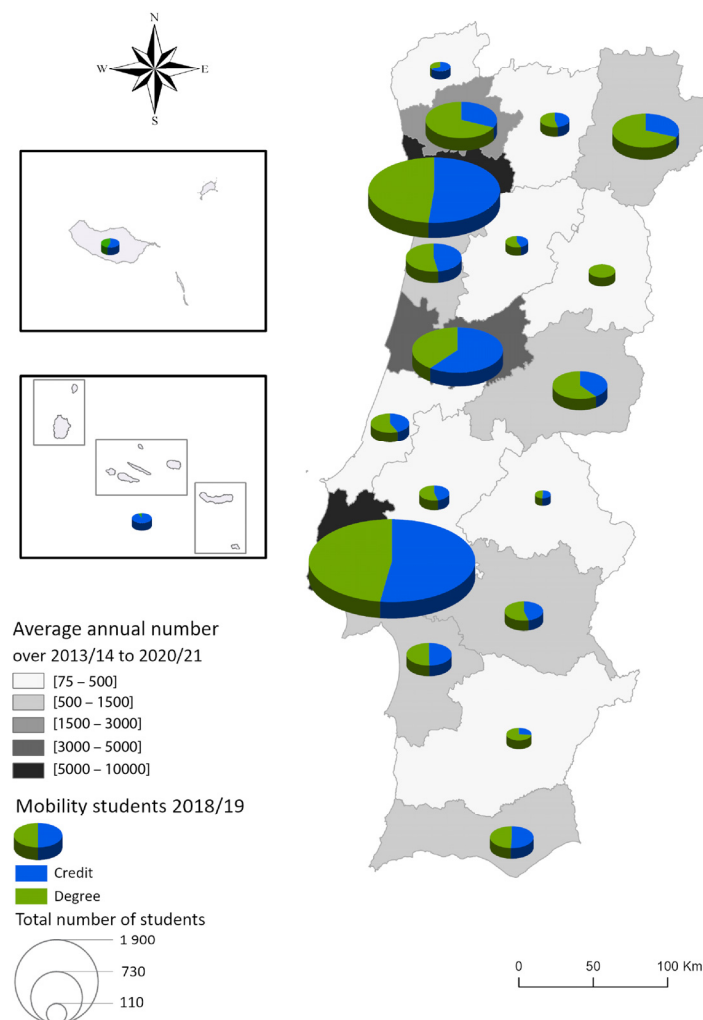 N
W E
S
Average annual number
over 2013/14 to 2020/21
[75 – 500]
[500 – 1500]
[1500 – 3000]
[3000 – 5000]
[5000 – 10000]
Mobility students 2018/19
Credit
Degree
Total number of students
1 900
730
110
0 50 100 Km